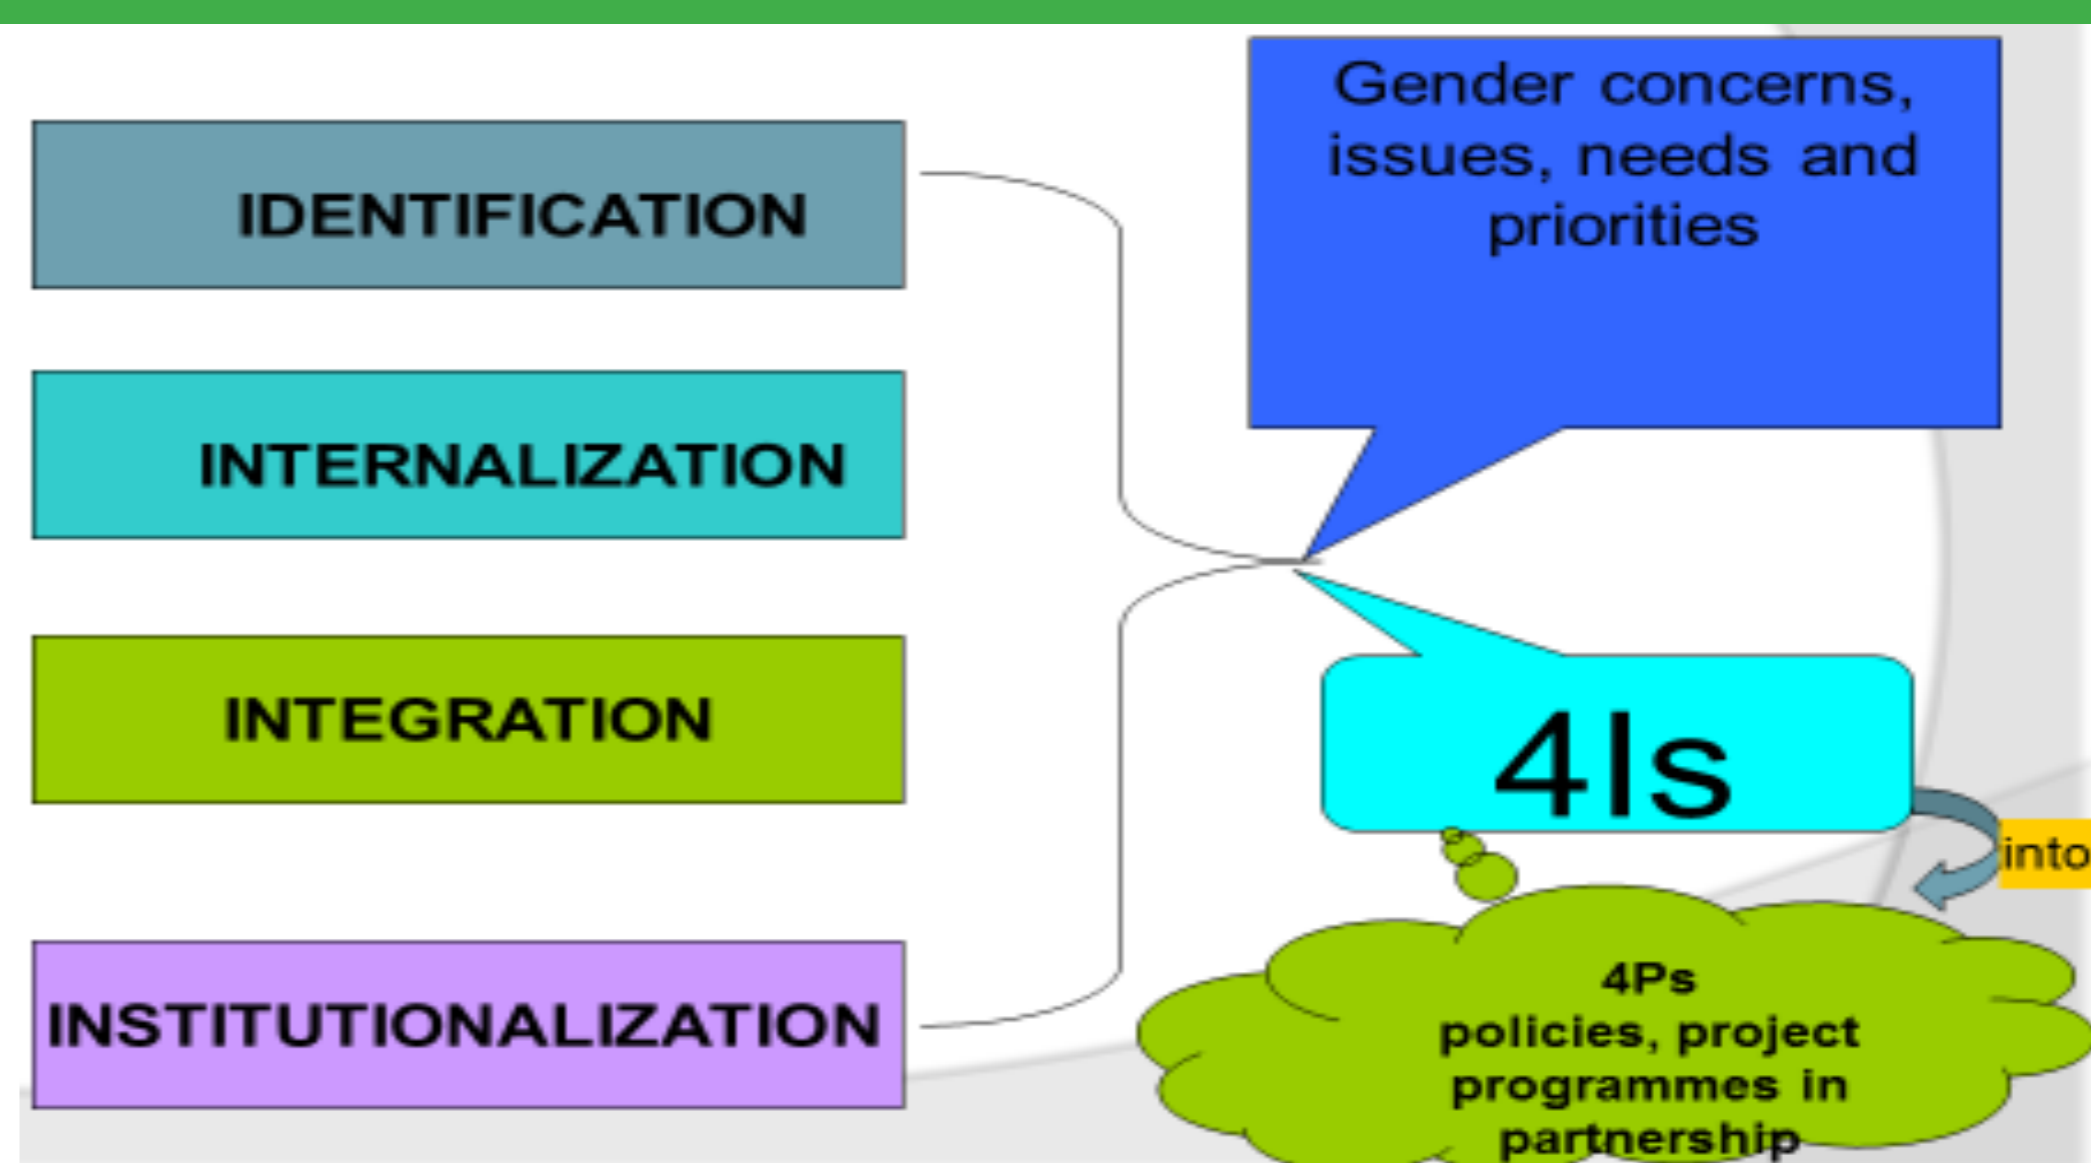 IDENTIFICATION
INTERNALIZATION
INTEGRATION
INSTITUTIONALIZATION
Gender concerns,
issues, needs and
priorities
4Is
into
4Ps
policies, project
programmes in
partnership